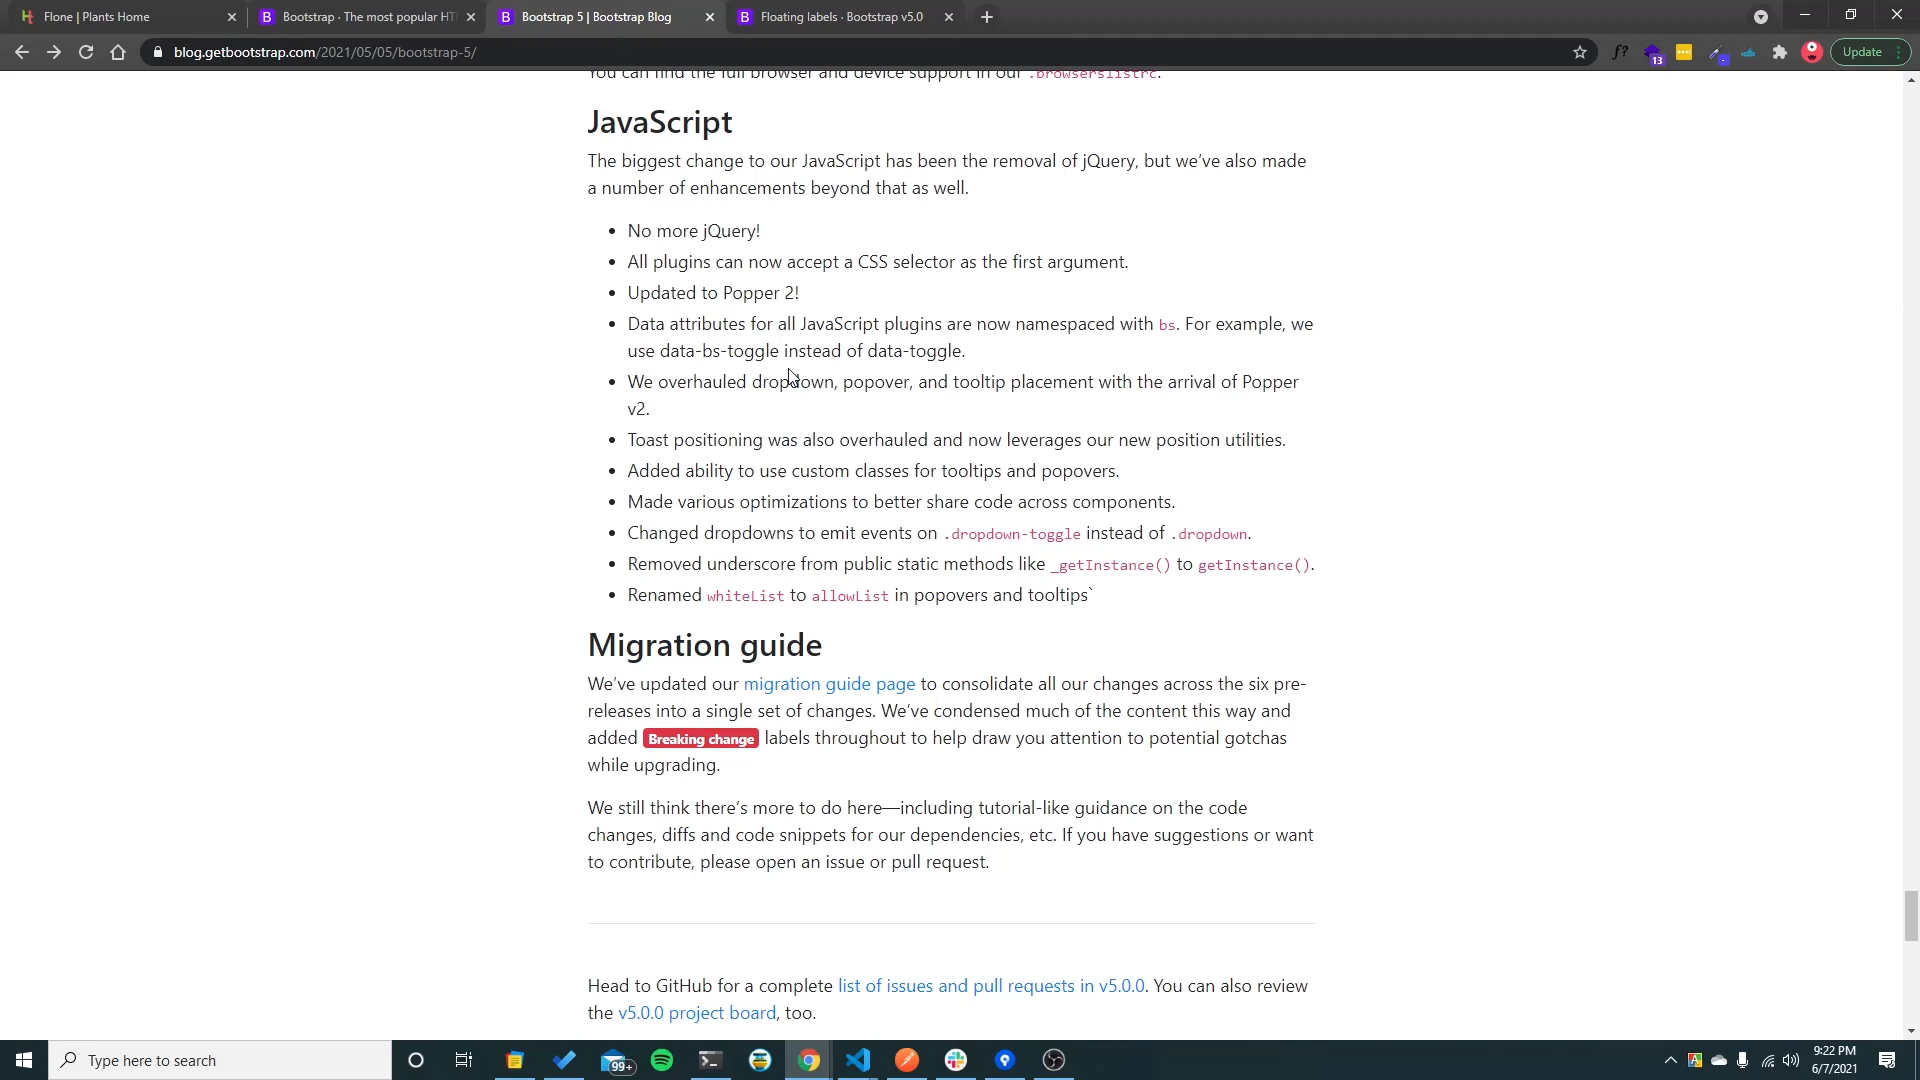 Flone | Plants Home
Bootstrap · The most popular HT
Bootstrap 5 | Bootstrap Blog
Floating labels · Bootstrap v5.0
blog.getbootstrap.com/2021/05/05/bootstrap-5/
f?
13
Update
You can find the full browser and device support in our .browserslistrc.
JavaScript
The biggest change to our JavaScript has been the removal of jQuery, but we’ve also made
a number of enhancements beyond that as well.
No more jQuery!
All plugins can now accept a CSS selector as the first argument.
Updated to Popper 2!
Data attributes for all JavaScript plugins are now namespaced with bs. For example, we
use data-bs-toggle instead of data-toggle.
We overhauled dropdown, popover, and tooltip placement with the arrival of Popper
v2.
Toast positioning was also overhauled and now leverages our new position utilities.
Added ability to use custom classes for tooltips and popovers.
Made various optimizations to better share code across components.
Changed dropdowns to emit events on .dropdown-toggle instead of .dropdown.
Removed underscore from public static methods like _getInstance() to getInstance().
Renamed whiteList to allowList in popovers and tooltips`
Migration guide
We’ve updated our migration guide page to consolidate all our changes across the six pre-
releases into a single set of changes. We’ve condensed much of the content this way and
added Breaking change labels throughout to help draw you attention to potential gotchas
while upgrading.
We still think there’s more to do here—including tutorial-like guidance on the code
changes, diffs and code snippets for our dependencies, etc. If you have suggestions or want
to contribute, please open an issue or pull request.
Head to GitHub for a complete list of issues and pull requests in v5.0.0. You can also review
the v5.0.0 project board, too.
Type here to search
99+
9:22 PM
6/7/2021